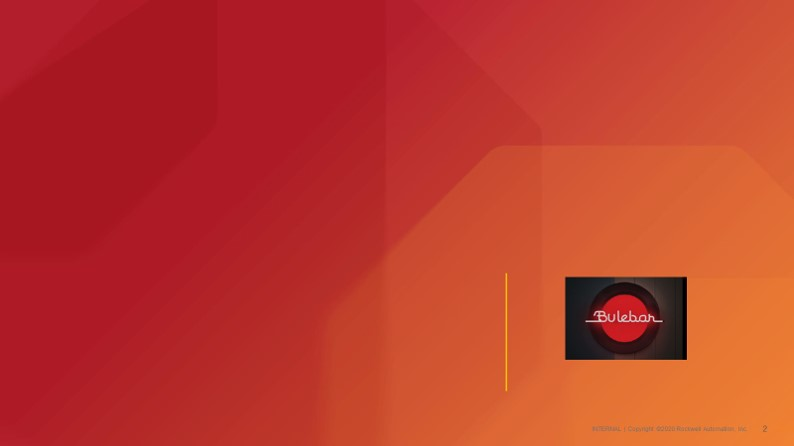 Bulebar
INTERNAL | Copyright ©2020 Rockwell Automation, Inc.
2